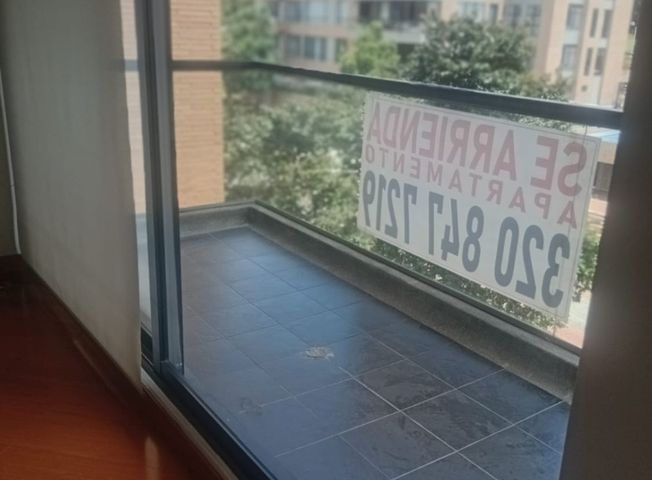 SE ARRIENDA
APARTAMENTO
320 847 7219